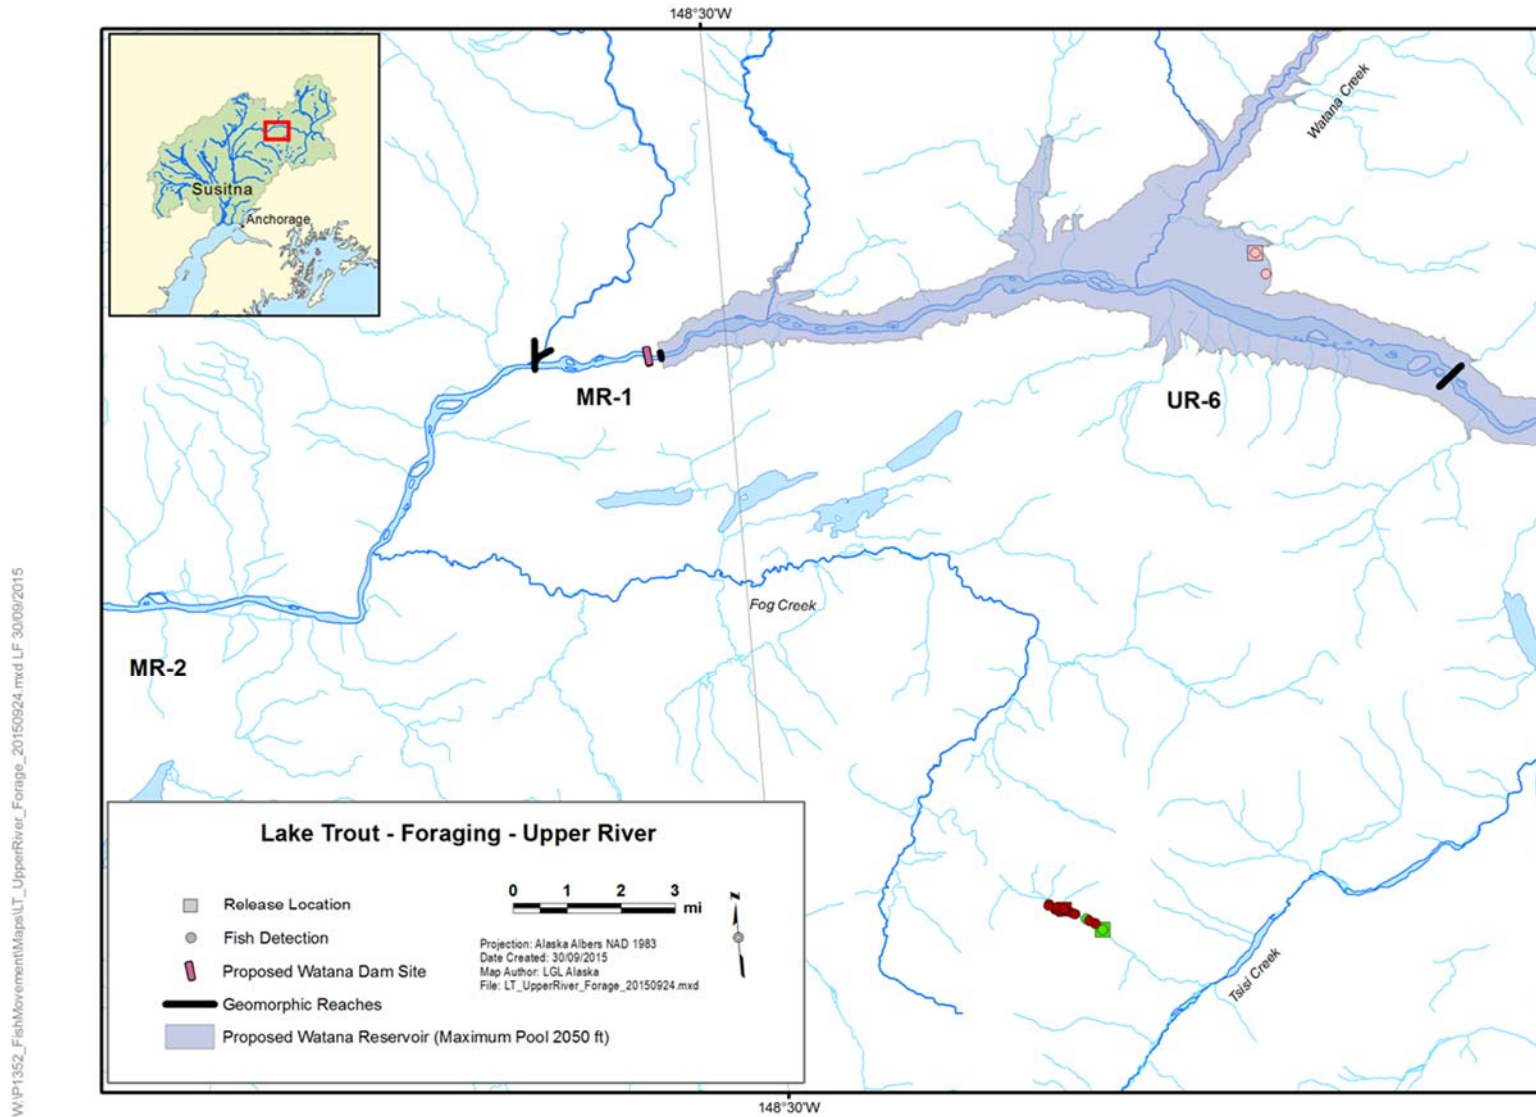 148°30'W
Susitna
Anchorage
Watana Creek
MR-1
UR-6
Fog Creek
MR-2
Tsisi Creek
Lake Trout - Foraging - Upper River
Release Location
Fish Detection
Proposed Watana Dam Site
Geomorphic Reaches
Proposed Watana Reservoir (Maximum Pool 2050 ft)
0 1 2 3
mi
Projection: Alaska Albers NAD 1983
Date Created: 30/09/2015
Map Author: LGL Alaska
File: LT_UpperRiver_Forage_20150924.mxd
z
148°30'W
W:\P1352_FishMovement\Maps\LT_UpperRiver_Forage_20150924.mxd LF 30/09/2015